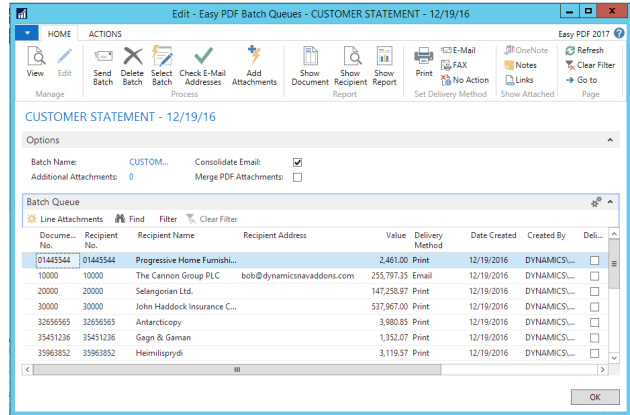 Edit - Easy PDF Batch Queues - CUSTOMER STATEMENT - 12/19/16
HOME ACTIONS Easy PDF 2017
View Edit Send Batch Delete Batch Select Batch Check E-Mail Addresses Add Attachments Show Document Show Recipient Show Report Print E-Mail FAX No Action OneNote Notes Links Refresh Clear Filter Go to
Manage Process Report Set Delivery Method Show Attached Page
CUSTOMER STATEMENT - 12/19/16
Options
Batch Name: CUSTOM... Consolidate Email:
Additional Attachments: 0 Merge PDF Attachments:
Batch Queue
Line Attachments Find Filter Clear Filter
Docume... No. Recipient No. Recipient Name Recipient Address Value Delivery Method Date Created Created By Deli...
01445544 01445544 Progressive Home Furnishi... 2,461.00 Print 12/19/2016 DYNAMICS\...
10000 10000 The Cannon Group PLC bob@dynamicsnavaddons.com 255,797.35 Email 12/19/2016 DYNAMICS\...
20000 20000 Selangorian Ltd. 147,258.97 Print 12/19/2016 DYNAMICS\...
30000 30000 John Haddock Insurance C... 537,967.00 Print 12/19/2016 DYNAMICS\...
32656565 32656565 Antarcticopy 3,980.85 Print 12/19/2016 DYNAMICS\...
35451236 35451236 Gagn & Gaman 1,352.07 Print 12/19/2016 DYNAMICS\...
35963852 35963852 Heimilisprydi 3,119.57 Print 12/19/2016 DYNAMICS\...
OK